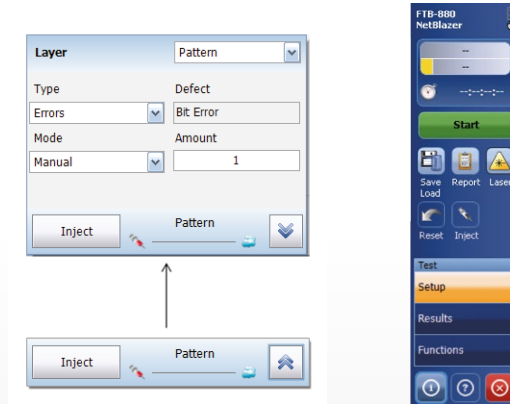 Layer
Pattern
Type
Defect
Errors
Bit Error
Mode
Amount
Manual
1
Inject
Pattern
Inject
Pattern
FTB-880
NetBlazer
--
--
--:--:--:--
Start
Save
Load
Report
Laser
Reset
Inject
Test
Setup
Results
Functions